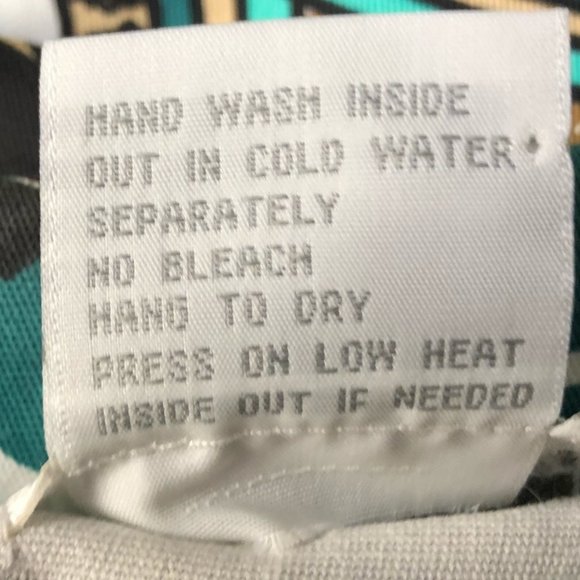 HAND WASH INSIDE
OUT IN COLD WATER
SEPARATELY
NO BLEACH
HANG TO DRY
PRESS ON LOW HEAT
INSIDE OUT IF NEEDED